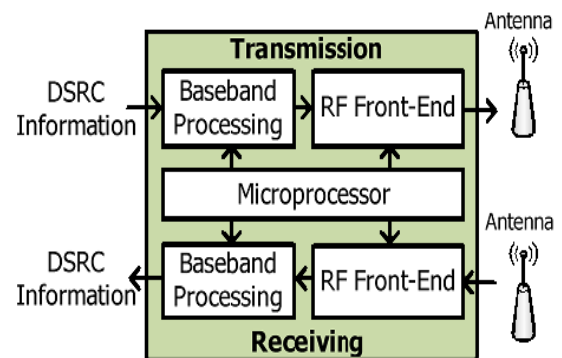 Antenna
Transmission
DSRC
Information
Baseband
Processing
RF Front-End
Microprocessor
Antenna
DSRC
Information
Baseband
Processing
RF Front-End
Receiving